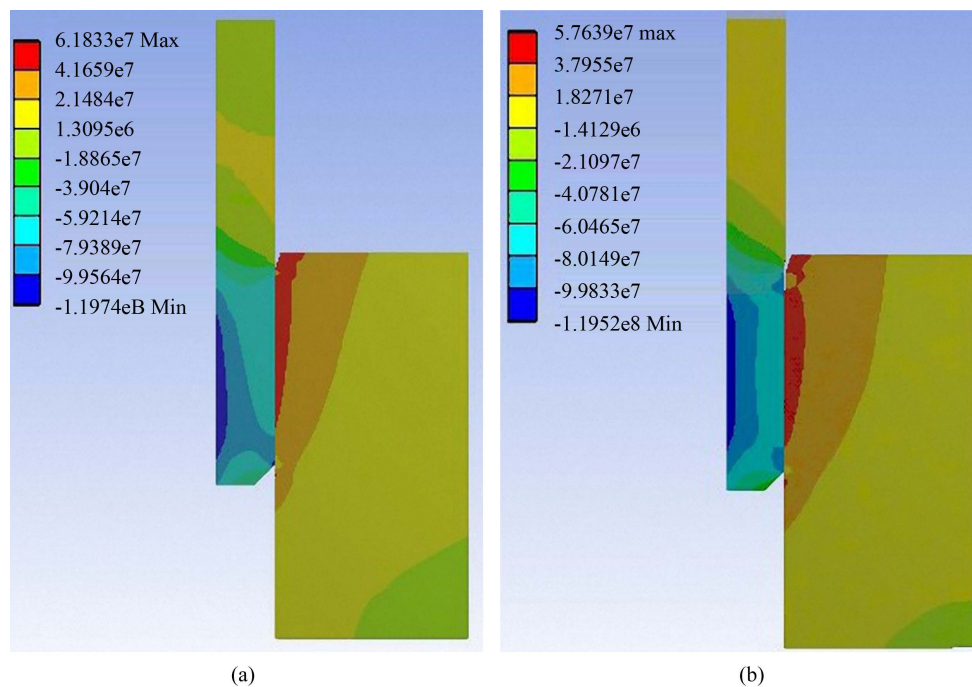 6.1833e7 Max
4.1659e7
2.1484e7
1.3095e6
-1.8865e7
-3.904e7
-5.9214e7
-7.9389e7
-9.9564e7
-1.1974eB Min
5.7639e7 max
3.7955e7
1.8271e7
-1.4129e6
-2.1097e7
-4.0781e7
-6.0465e7
-8.0149e7
-9.9833e7
-1.1952e8 Min
(a)
(b)